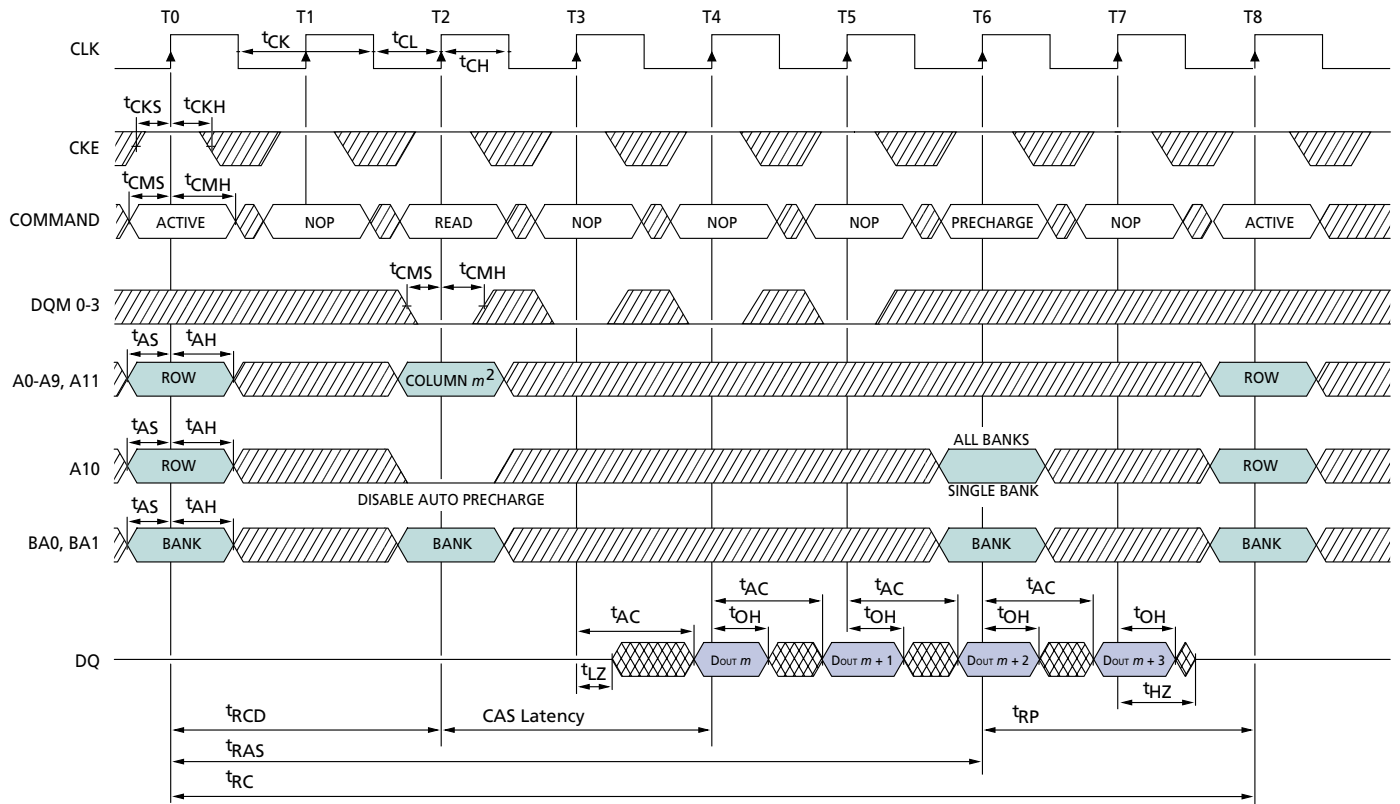 T0 T1 T2 T3 T4 T5 T6 T7 T8
CLK
tCK tCL
tCH
tCKS tCKH
CKE
tCMS tCMH
COMMAND ACTIVE NOP READ NOP NOP NOP PRECHARGE NOP ACTIVE
tCMS tCMH
DQM 0-3
tAS tAH
A0-A9, A11 ROW COLUMN m2 ROW
tAS tAH ALL BANKS
A10 ROW ROW
DISABLE AUTO PRECHARGE SINGLE BANK
tAS tAH
BA0, BA1 BANK BANK BANK BANK
tAC tAC tAC tAC
tOH tOH tOH tOH
DQ DOUT m DOUT m + 1 DOUT m + 2 DOUT m + 3
tLZ tHZ
tRCD CAS Latency tRP
tRAS
tRC